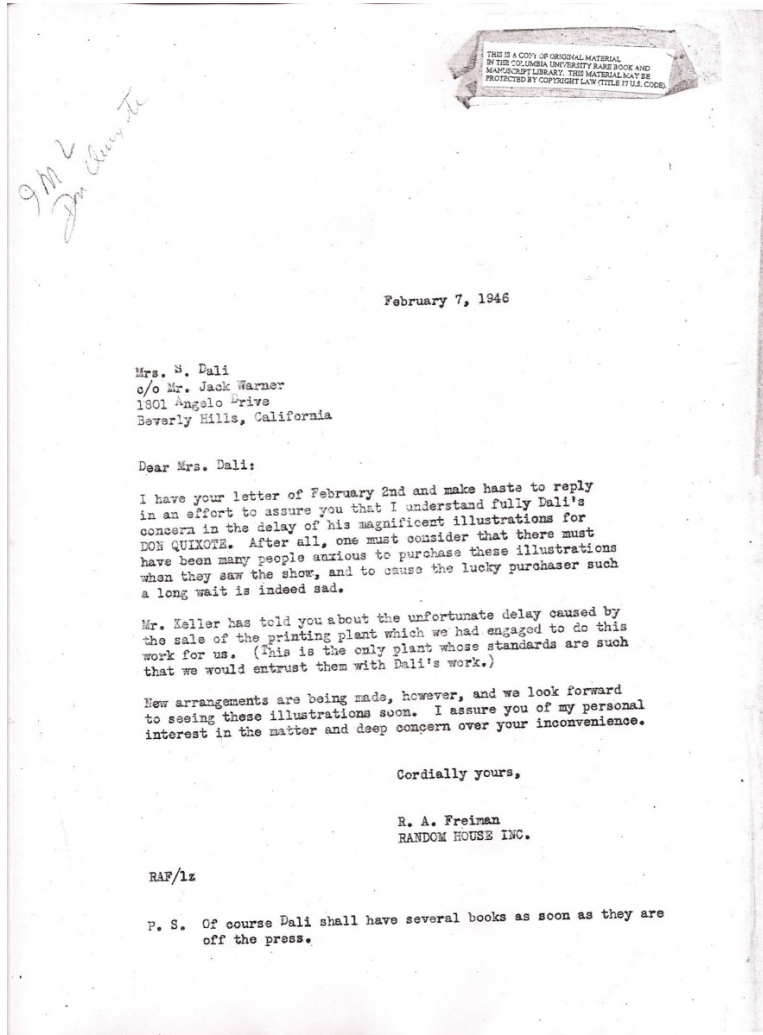 THIS IS A COPY OF ORIGINAL MATERIAL
IN THE COLUMBIA UNIVERSITY RARE BOOK AND
MANUSCRIPT LIBRARY. THIS MATERIAL MAY BE
PROTECTED BY COPYRIGHT LAW (TITLE 17 U.S. CODE).
Don Quixote
February 7, 1946
Mrs. S. Dali
c/o Mr. Jack Warner
1801 Angelo Drive
Beverly Hills, California
Dear Mrs. Dali:
I have your letter of February 2nd and make haste to reply
in an effort to assure you that I understand fully Dali's
concern in the delay of his magnificent illustrations for
DON QUIXOTE. After all, one must consider that there must
have been many people anxious to purchase these illustrations
when they saw the show, and to cause the lucky purchaser such
a long wait is indeed sad.
Mr. Keller has told you about the unfortunate delay caused by
the sale of the printing plant which we had engaged to do this
work for us. (This is the only plant whose standards are such
that we would entrust them with Dali's work.)
New arrangements are being made, however, and we look forward
to seeing these illustrations soon. I assure you of my personal
interest in the matter and deep concern over your inconvenience.
Cordially yours,
R. A. Freiman
RANDOM HOUSE INC.
RAF/lz
P. S. Of course Dali shall have several books as soon as they are
off the press.